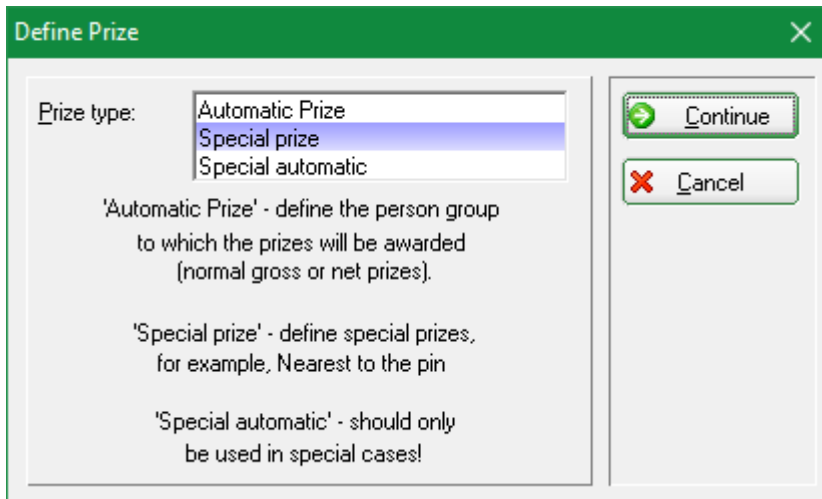 Define Prize
Prize type:
Automatic Prize
Special prize
Special automatic
'Automatic Prize' - define the person group
to which the prizes will be awarded
(normal gross or net prizes).
'Special prize' - define special prizes,
for example, Nearest to the pin
'Special automatic' - should only
be used in special cases!
Continue
Cancel